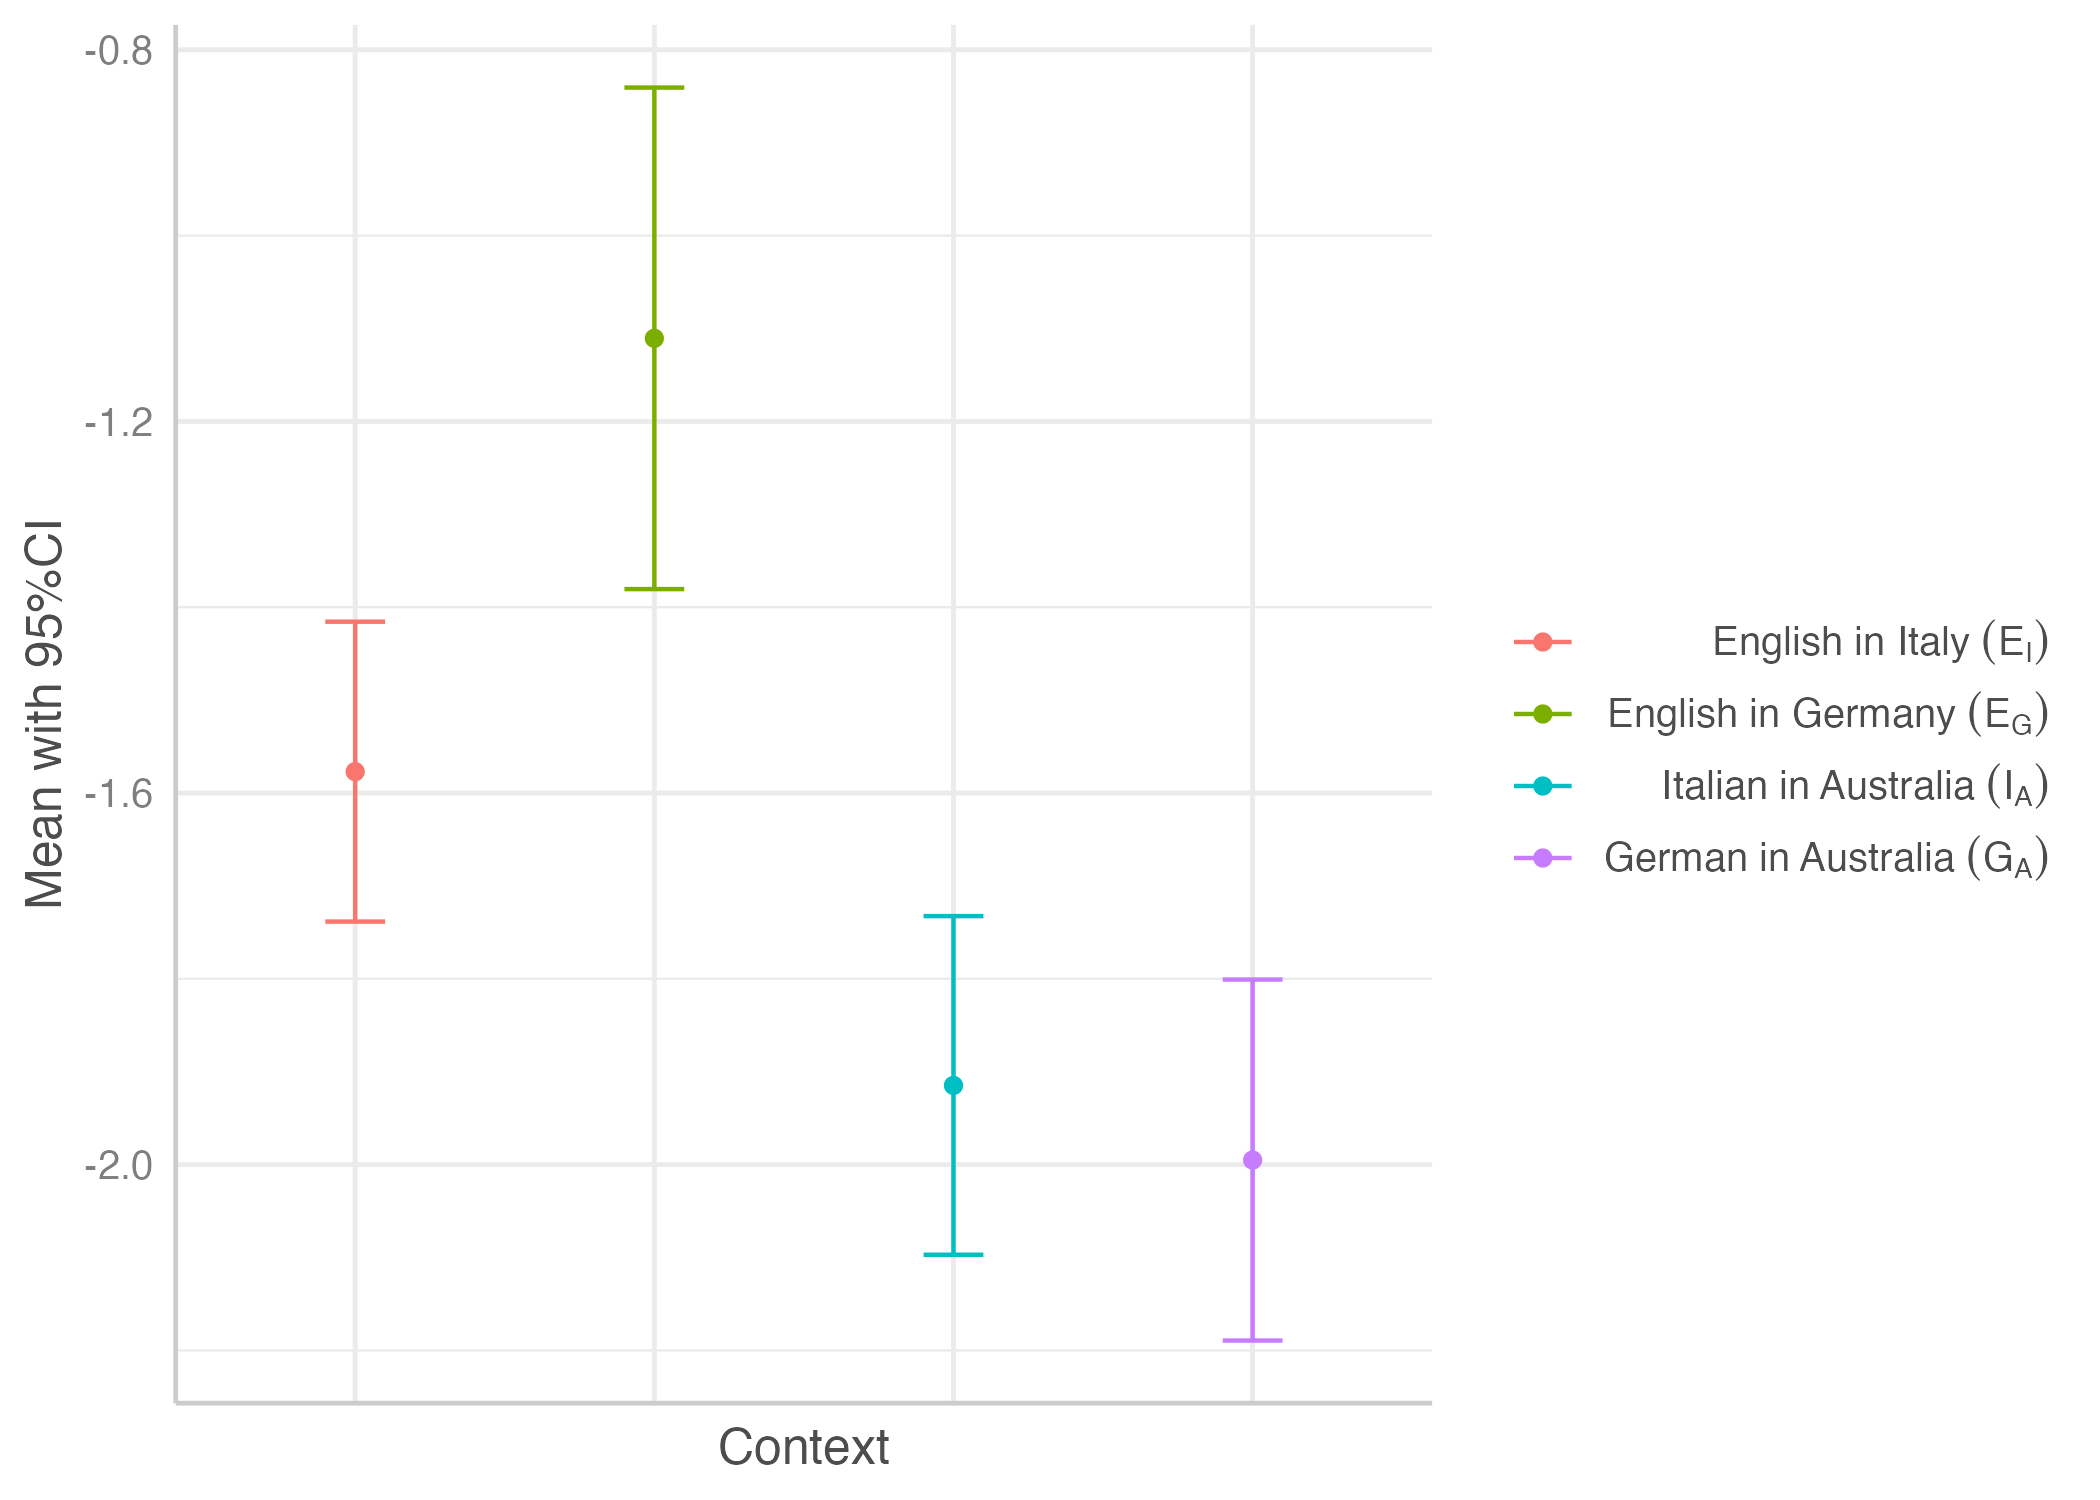 Mean with 95%CI
-0.8
-1.2
-1.6
-2.0
Context
English in Italy (E_I)
English in Germany (E_G)
Italian in Australia (I_A)
German in Australia (G_A)